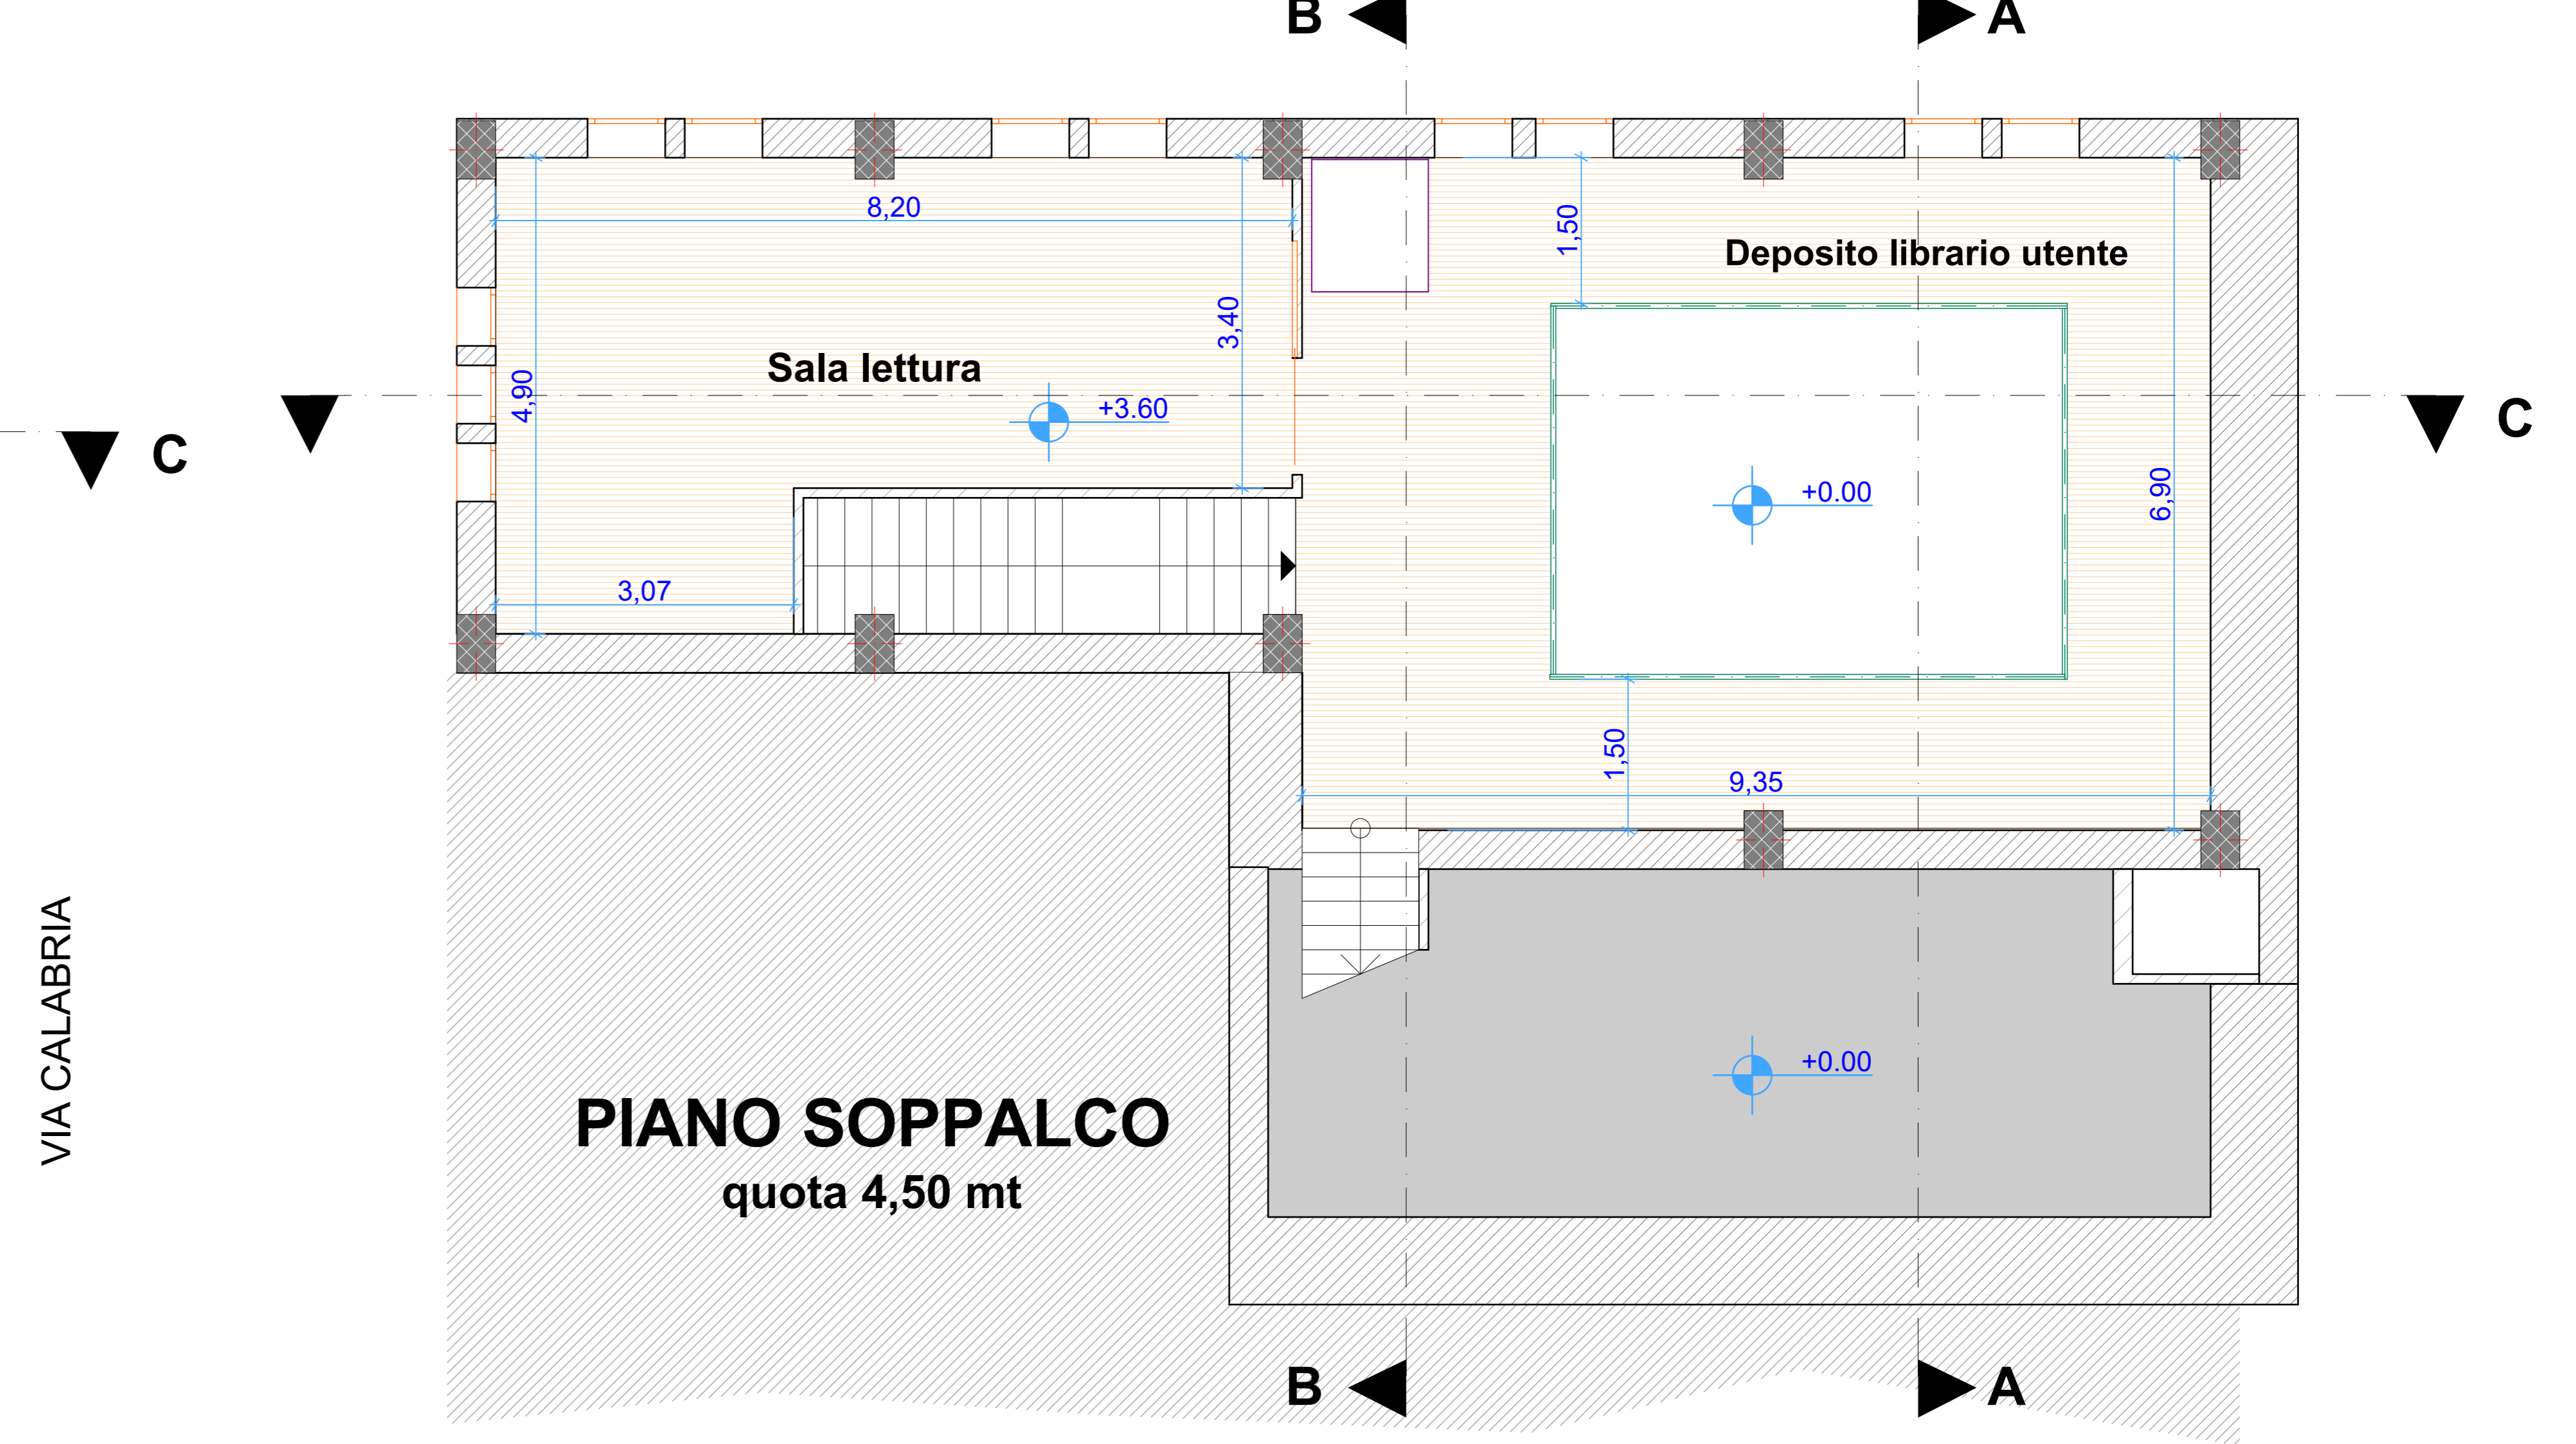 B
A
8,20
1,50
Deposito librario utente
3,40
Sala lettura
4,90
+3.60
C
C
+0.00
6,90
3,07
1,50
9,35
VIA CALABRIA
+0.00
PIANO SOPPALCO
quota 4,50 mt
B
A